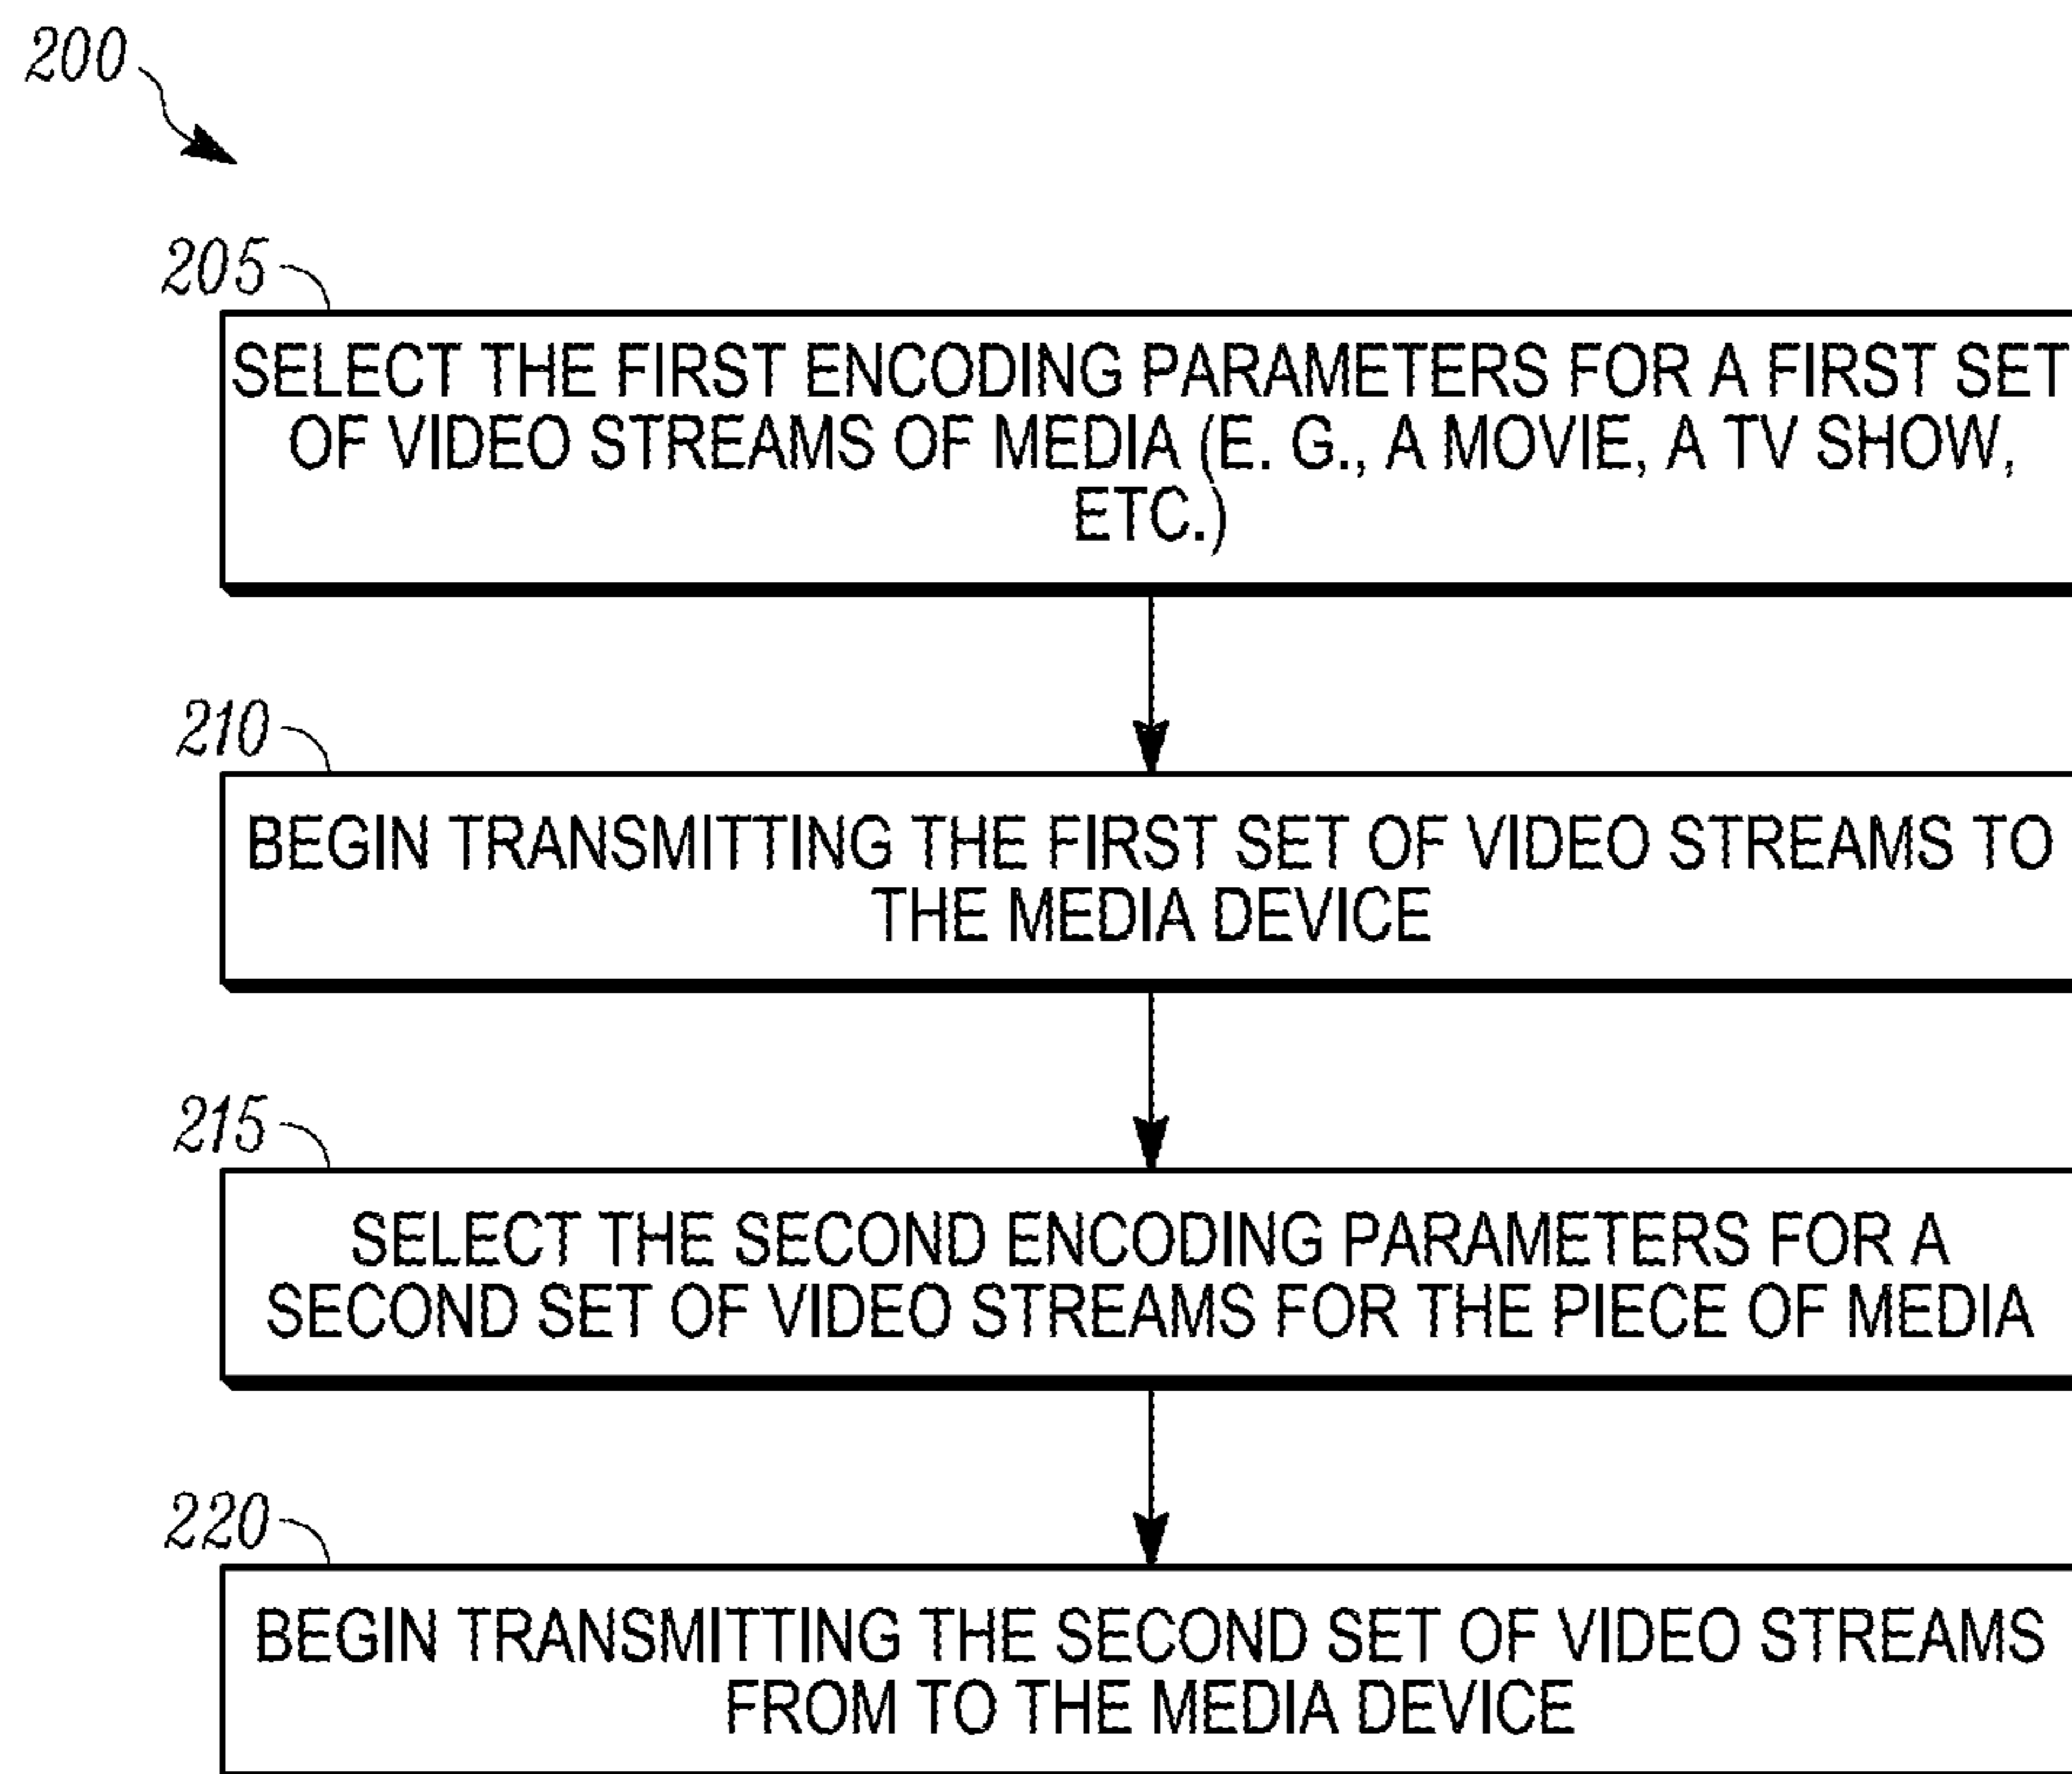 200
205
SELECT THE FIRST ENCODING PARAMETERS FOR A FIRST SET
OF VIDEO STREAMS OF MEDIA (E. G., A MOVIE, A TV SHOW,
ETC.)
210
BEGIN TRANSMITTING THE FIRST SET OF VIDEO STREAMS TO
THE MEDIA DEVICE
215
SELECT THE SECOND ENCODING PARAMETERS FOR A
SECOND SET OF VIDEO STREAMS FOR THE PIECE OF MEDIA
220
BEGIN TRANSMITTING THE SECOND SET OF VIDEO STREAMS
FROM TO THE MEDIA DEVICE